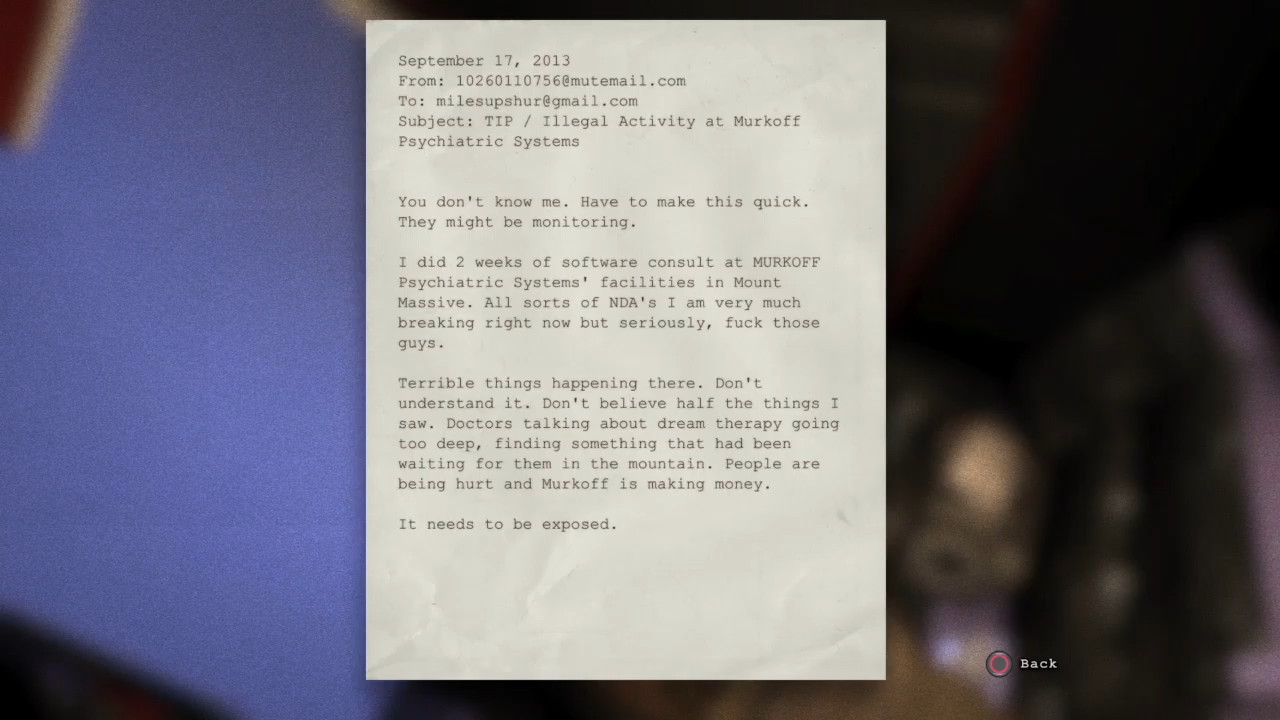 September 17, 2013
From: 10260110756@mutemail.com
To: milesupshur@gmail.com
Subject: TIP / Illegal Activity at Murkoff
Psychiatric Systems
You don't know me. Have to make this quick.
They might be monitoring.
I did 2 weeks of software consult at MURKOFF
Psychiatric Systems' facilities in Mount
Massive. All sorts of NDA's I am very much
breaking right now but seriously, fuck those
guys.
Terrible things happening there. Don't
understand it. Don't believe half the things I
saw. Doctors talking about dream therapy going
too deep, finding something that had been
waiting for them in the mountain. People are
being hurt and Murkoff is making money.
It needs to be exposed.
Back